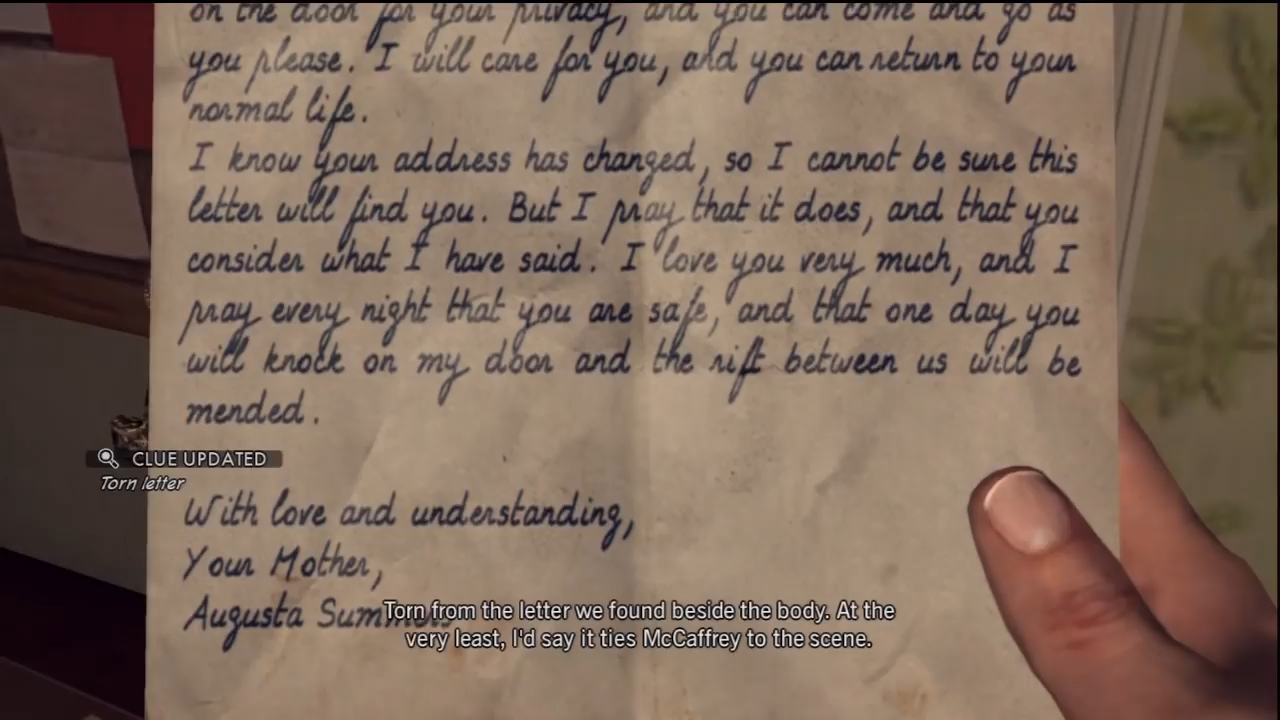 on the door for your privacy, and you can come and go as
you please. I will care for you, and you can return to your
normal life.
I know your address has changed, so I cannot be sure this
letter will find you. But I pray that it does, and that you
consider what I have said. I love you very much, and I
pray every night that you are safe, and that one day you
will knock on my door and the rift between us will be
mended.
CLUE UPDATED
Torn letter
With love and understanding,
Your Mother,
Augusta
Torn from the letter we found beside the body. At the
very least, I'd say it ties McCaffrey to the scene.